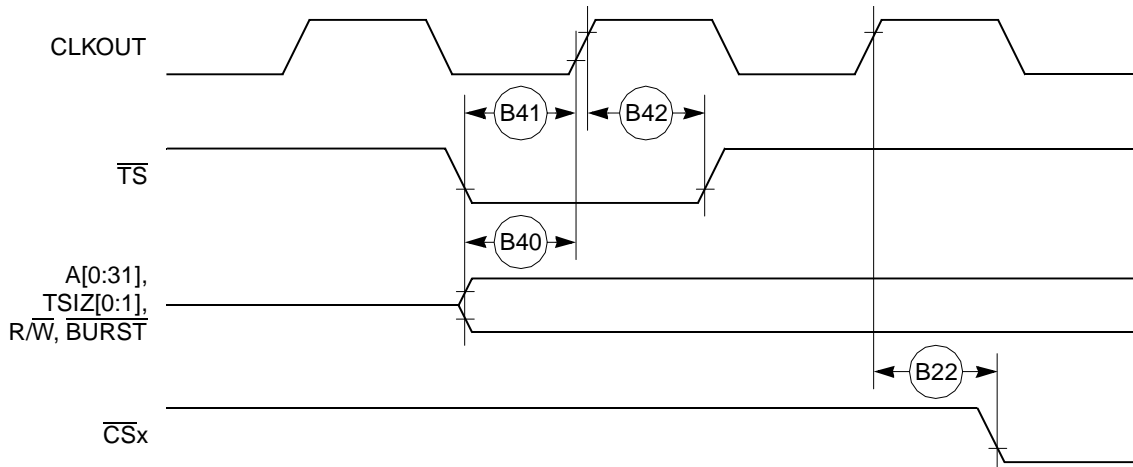 CLKOUT
B41
B42
TS
B40
A[0:31],
TSIZ[0:1],
R/W, BURST
B22
CSx